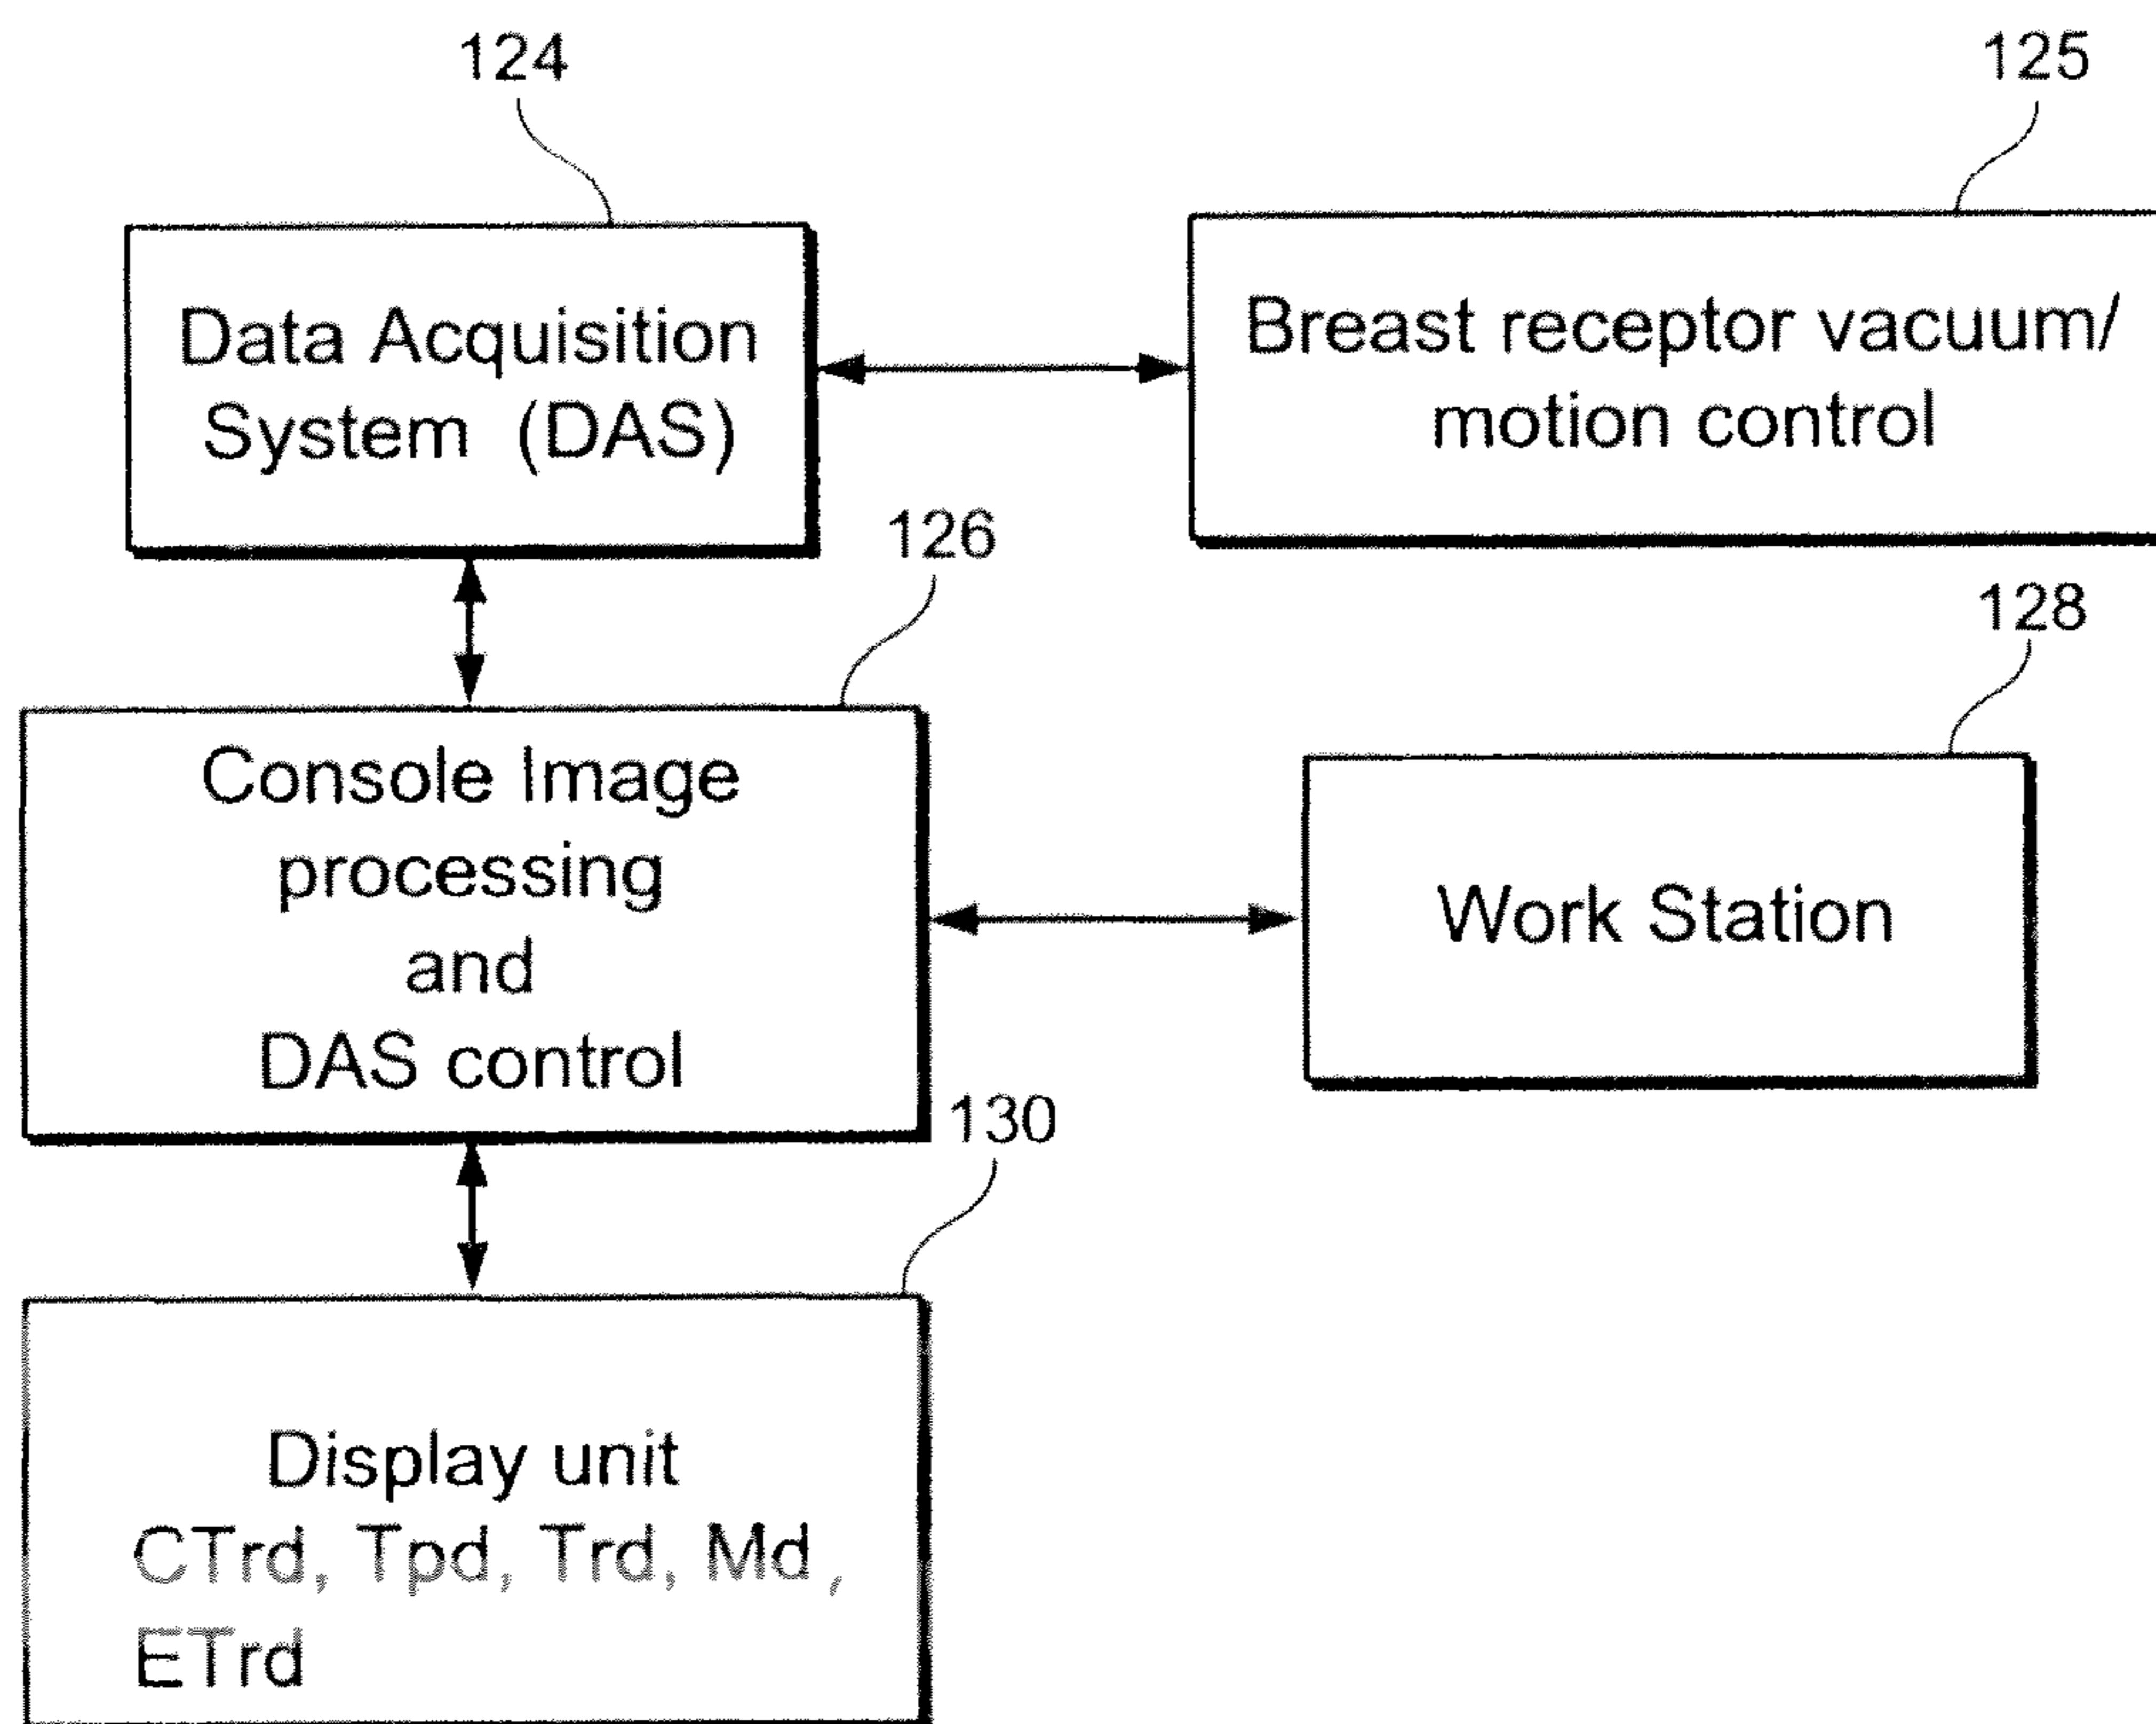 124
125
Data Acquisition
System (DAS)
Breast receptor vacuum/
motion control
126
128
Console Image
processing
and
DAS control
Work Station
130
Display unit
CTrd, Tpd, Trd, Md,
ETrd